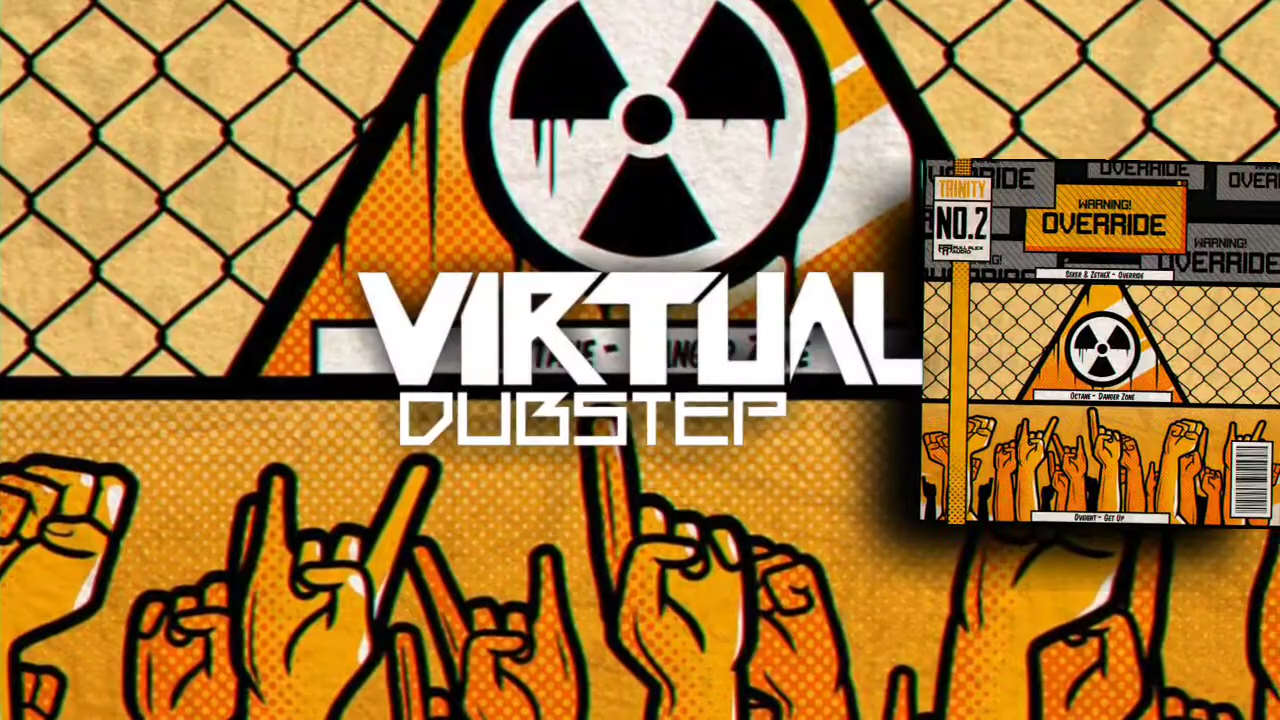 VIRTUAL
DUBSTEP
OVERRIDE
OVERRIDE
TRINITY
NO.2
FULL FLEX
AUDIO
WARNING!
OVERRIDE
WARNING!
OVERRIDE
SEKER & ZETHEX - OVERRIDE
OCTANE - DANGER ZONE
DVEIGHT - GET UP